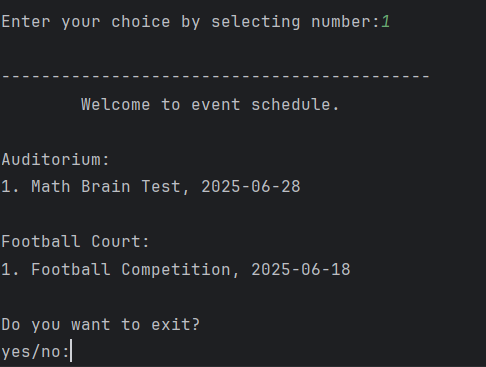 Enter your choice by selecting number:1
-------------------------------------------
Welcome to event schedule.
Auditorium:
1. Math Brain Test, 2025-06-28
Football Court:
1. Football Competition, 2025-06-18
Do you want to exit?
yes/no: